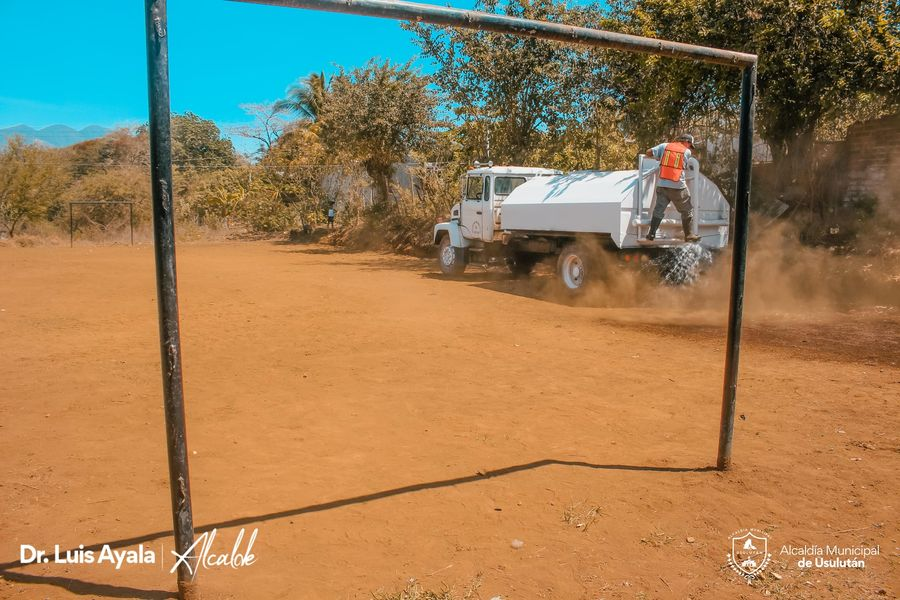 Dr. Luis Ayala | Alcalde
Alcaldía Municipal
de Usulután